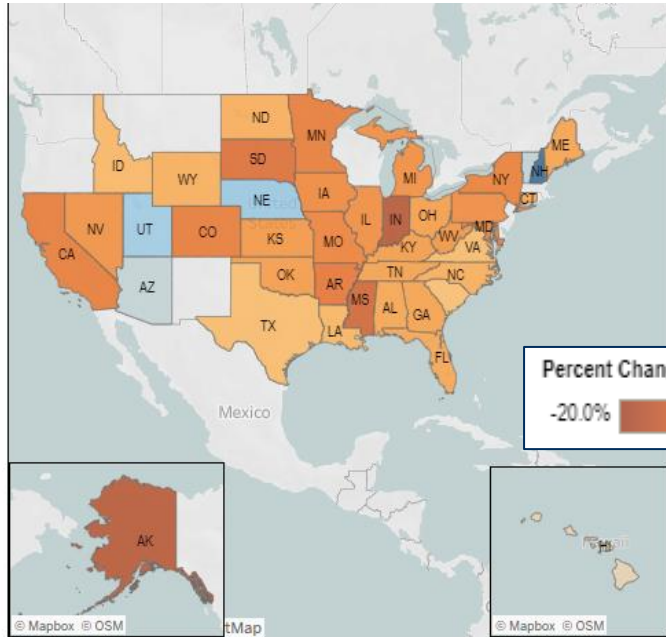 ND
MN
ID
SD
WY
MI
NY
NH
ME
CT
NE
IA
NV
UT
CO
IL
IN
OH
CA
KS
MO
KY
WV
MD
VA
AZ
OK
AR
TN
NC
TX
LA
MS
AL
GA
FL
Percent Chan
-20.0%
Mexico
AK
HI
© Mapbox © OSM
tMap
© Mapbox © OSM